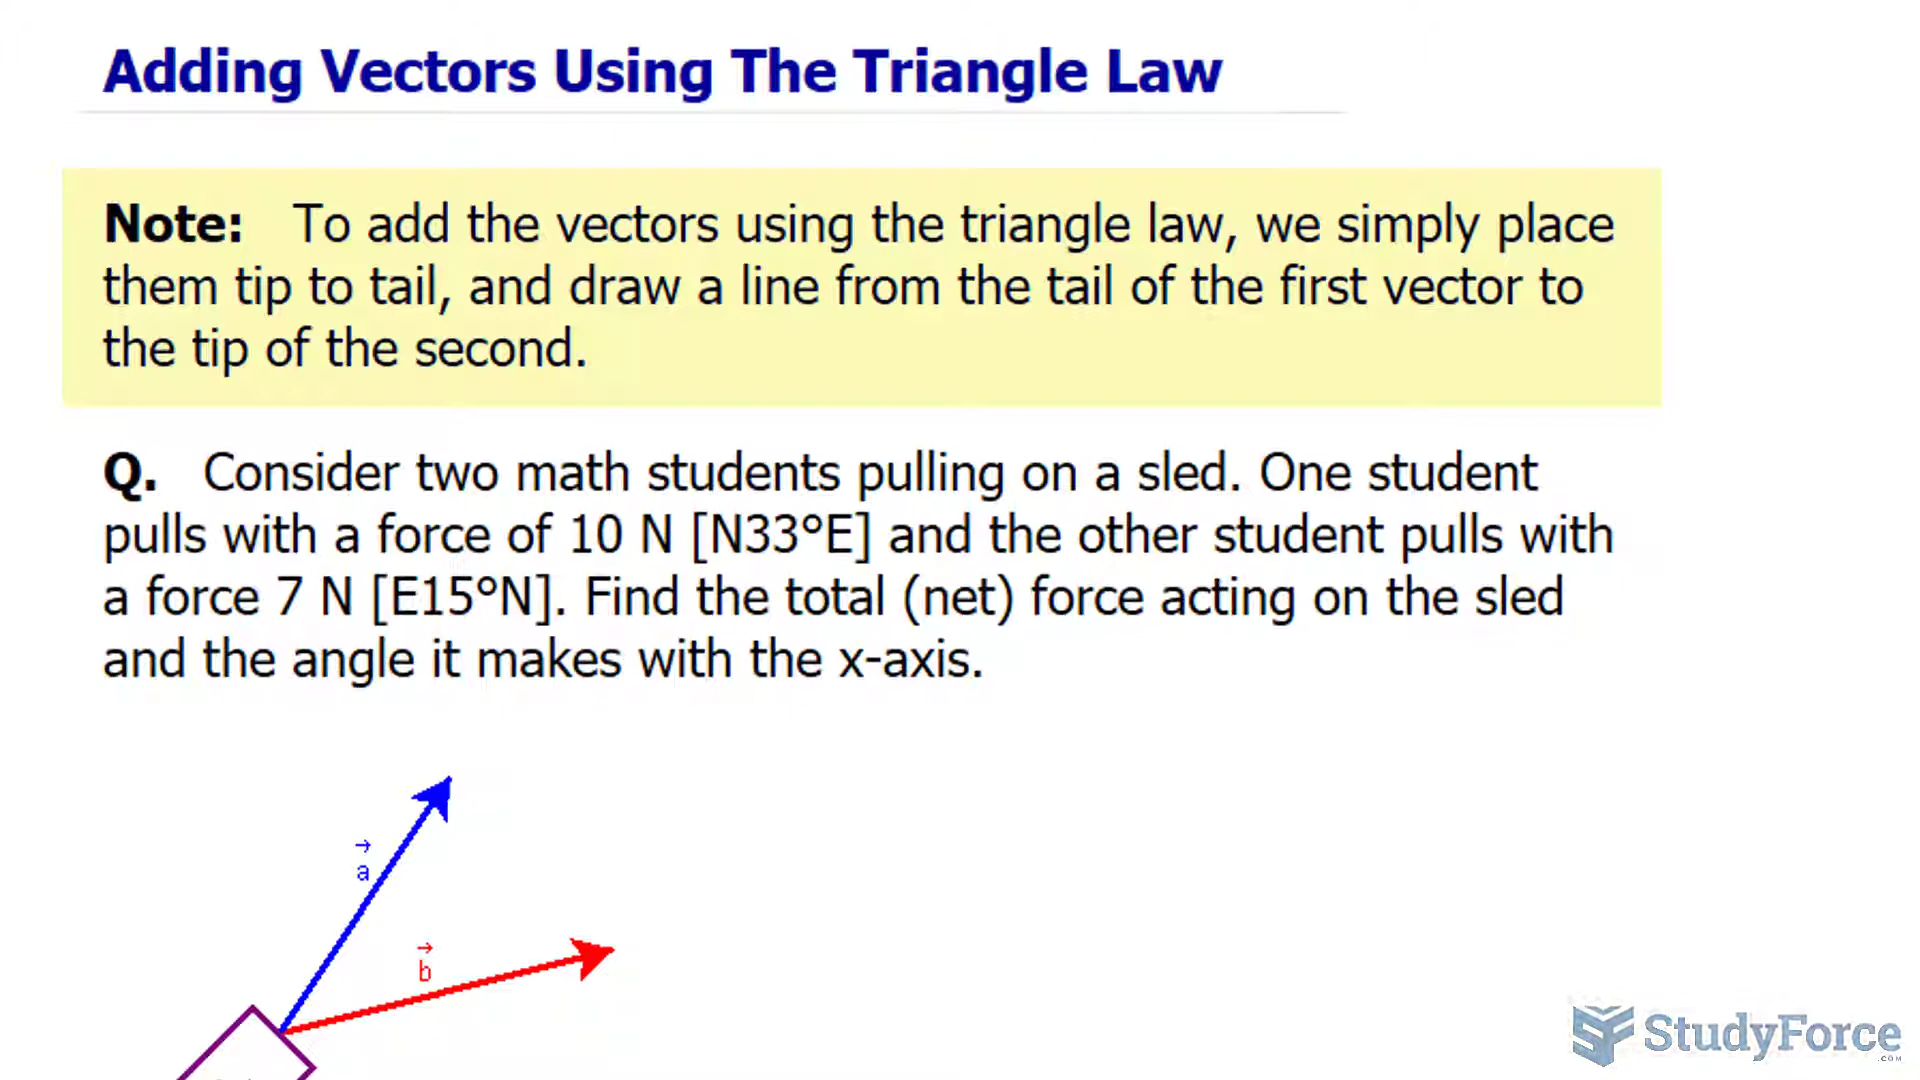 Adding Vectors Using The Triangle Law
Note: To add the vectors using the triangle law, we simply place
them tip to tail, and draw a line from the tail of the first vector to
the tip of the second.
Q. Consider two math students pulling on a sled. One student
pulls with a force of 10 N [N33°E] and the other student pulls with
a force 7 N [E15°N]. Find the total (net) force acting on the sled
and the angle it makes with the x-axis.
a
b
StudyForce
.COM